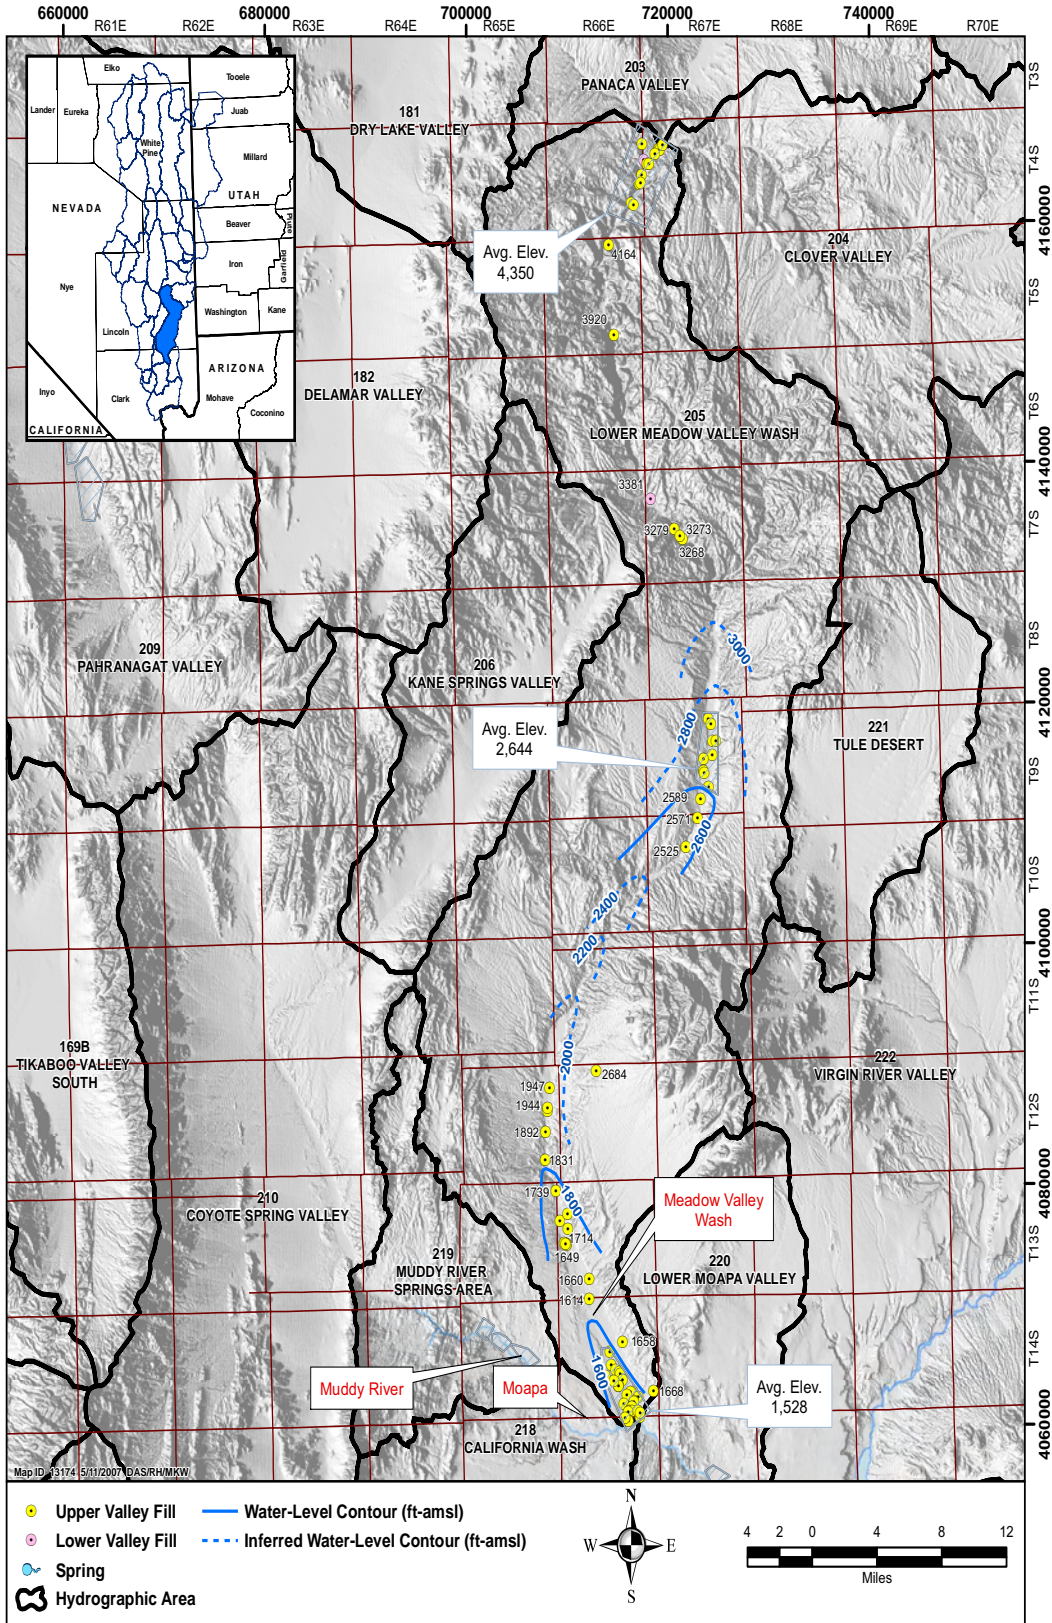 660000 680000 700000 720000 740000
R61E R62E R63E R64E R65E R66E R67E R68E R69E R70E
T3S
T4S
4160000
T5S
T6S
4140000
T7S
T8S
4120000
T9S
T10S
4100000
T11S
T12S
4080000
T13S
T14S
4060000
Elko
Tooele
Lander
Eureka
Juab
White
Pine
Millard
UTAH
NEVADA
Beaver
Piute
Iron
Garfield
Nye
Washington
Kane
Lincoln
ARIZONA
Inyo
Clark
Mohave
Coconino
CALIFORNIA
203
PANACA VALLEY
181
DRY LAKE VALLEY
204
CLOVER VALLEY
Avg. Elev.
4,350
4164
3920
182
DELAMAR VALLEY
205
LOWER MEADOW VALLEY WASH
3381
3279
3273
3268
209
PAHRANAGAT VALLEY
206
KANE SPRINGS VALLEY
3000
2800
Avg. Elev.
2,644
221
TULE DESERT
2589
2571
2600
2525
2400
2200
2000
169B
TIKABOO VALLEY
SOUTH
222
VIRGIN RIVER VALLEY
2684
1947
1944
1892
1831
1739
1800
1714
1649
Meadow Valley
Wash
210
COYOTE SPRING VALLEY
219
MUDDY RIVER
SPRINGS AREA
220
LOWER MOAPA VALLEY
1660
1614
1658
1600
1668
Muddy River
Moapa
Avg. Elev.
1,528
218
CALIFORNIA WASH
Map ID 13174 5/11/2007 DAS/RH/MKW
Upper Valley Fill
Lower Valley Fill
Spring
Hydrographic Area
Water-Level Contour (ft-amsl)
Inferred Water-Level Contour (ft-amsl)
N
W E
S
4 2 0 4 8 12
Miles